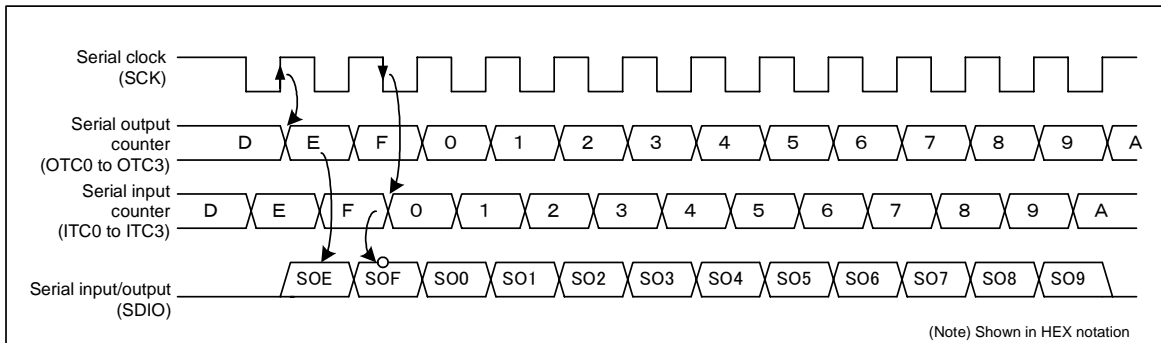 Serial clock
(SCK)
Serial output
counter
(OTC0 to OTC3)
D E F 0 1 2 3 4 5 6 7 8 9 A
Serial input
counter
(ITC0 to ITC3)
D E F 0 1 2 3 4 5 6 7 8 9 A
Serial input/output
(SDIO)
SOE SOF SO0 SO1 SO2 SO3 SO4 SO5 SO6 SO7 SO8 SO9
(Note) Shown in HEX notation